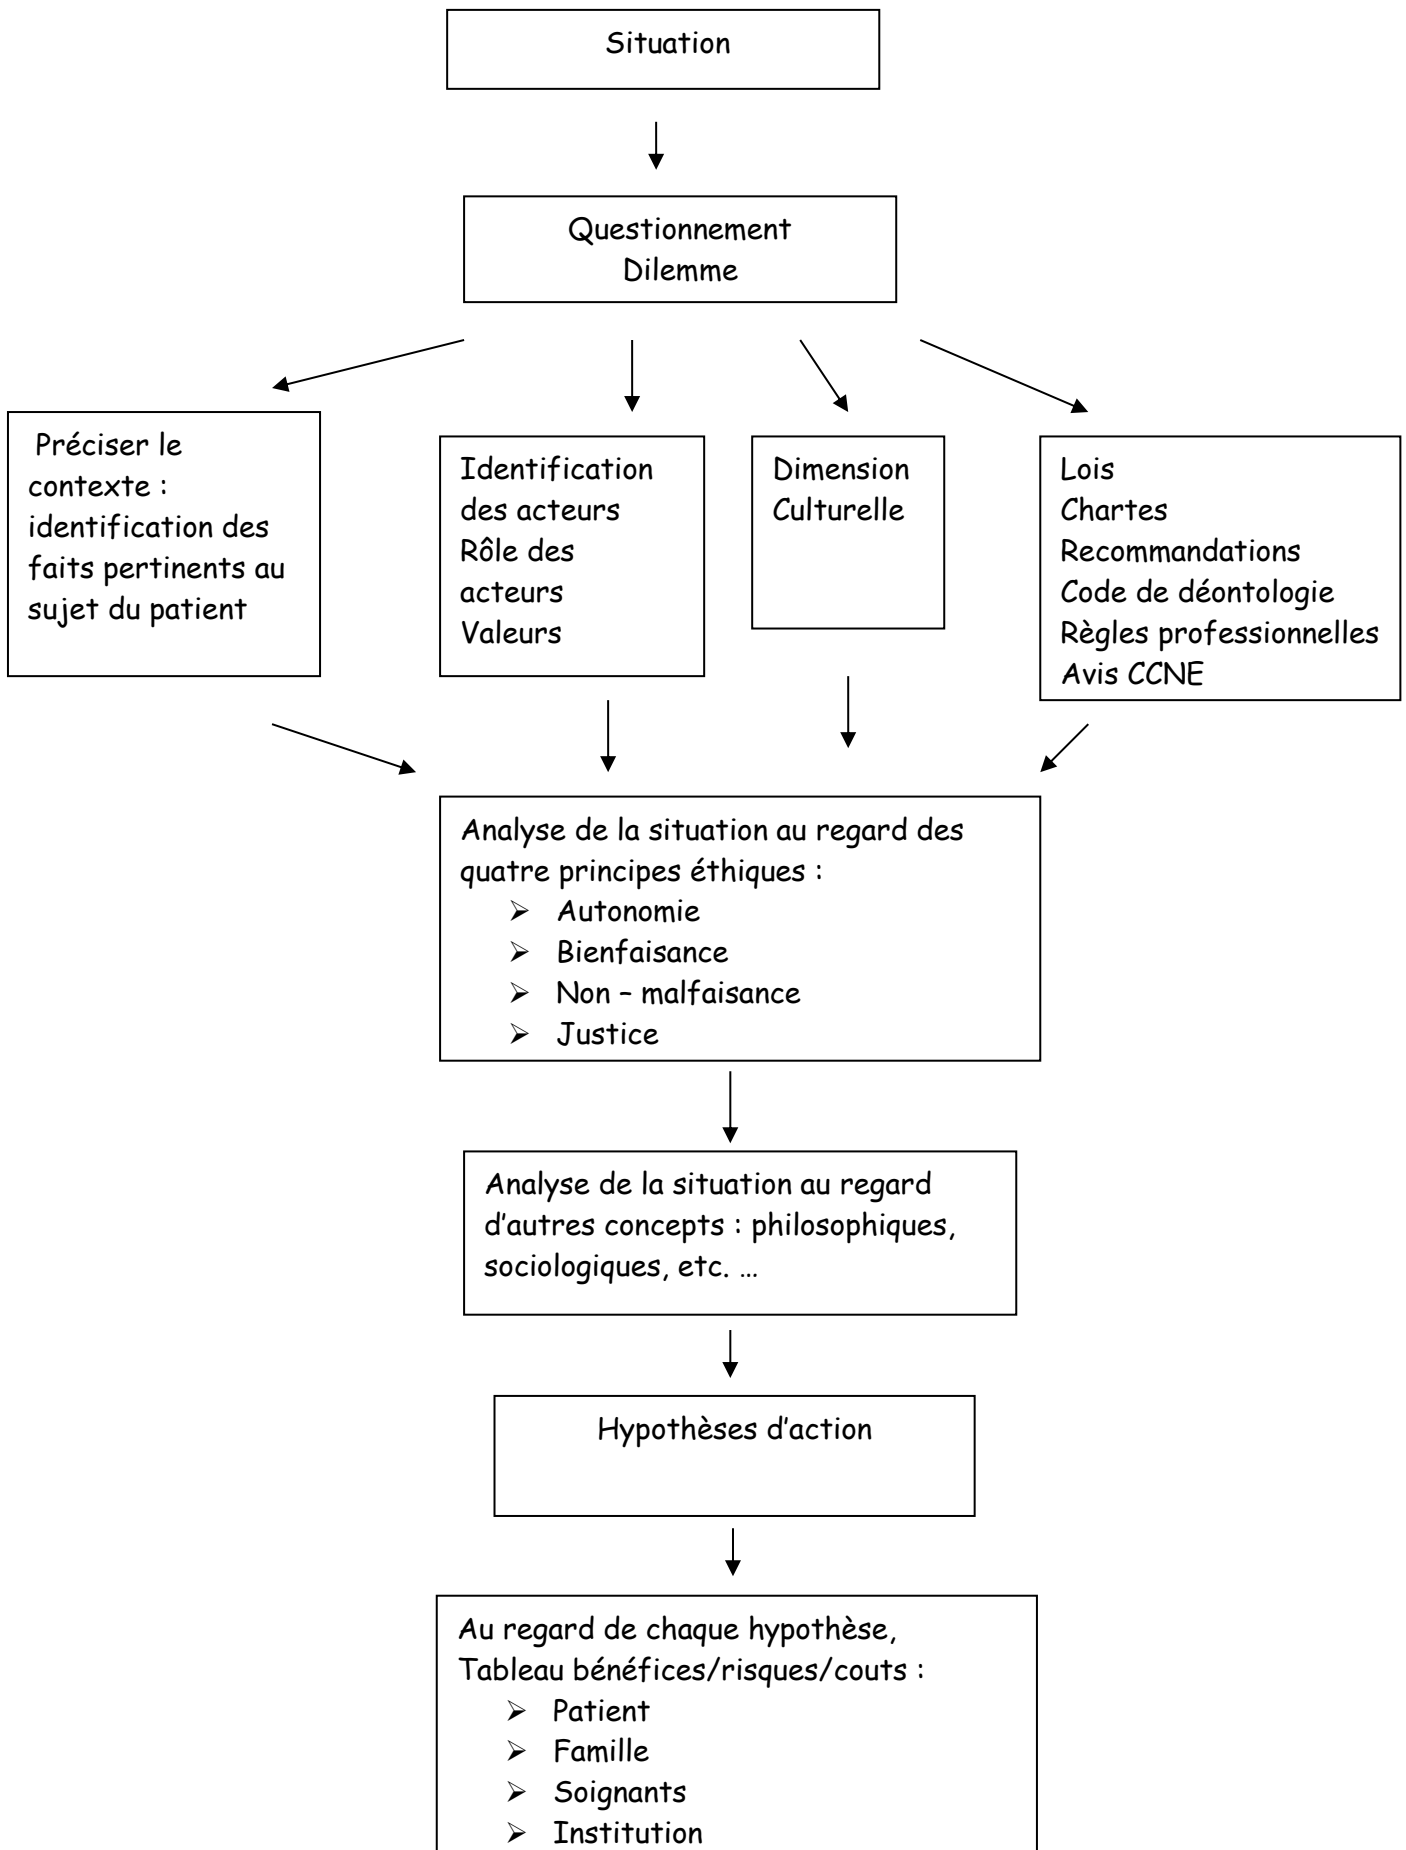 Situation
Questionnement
Dilemme
Préciser le
contexte :
identification des
faits pertinents au
sujet du patient
Identification
des acteurs
Rôle des
acteurs
Valeurs
Dimension
Culturelle
Lois
Chartes
Recommandations
Code de déontologie
Règles professionnelles
Avis CCNE
Analyse de la situation au regard des
quatre principes éthiques :
➢ Autonomie
➢ Bienfaisance
➢ Non – malfaisance
➢ Justice
Analyse de la situation au regard
d’autres concepts : philosophiques,
sociologiques, etc. …
Hypothèses d’action
Au regard de chaque hypothèse,
Tableau bénéfices/risques/couts :
➢ Patient
➢ Famille
➢ Soignants
➢ Institution